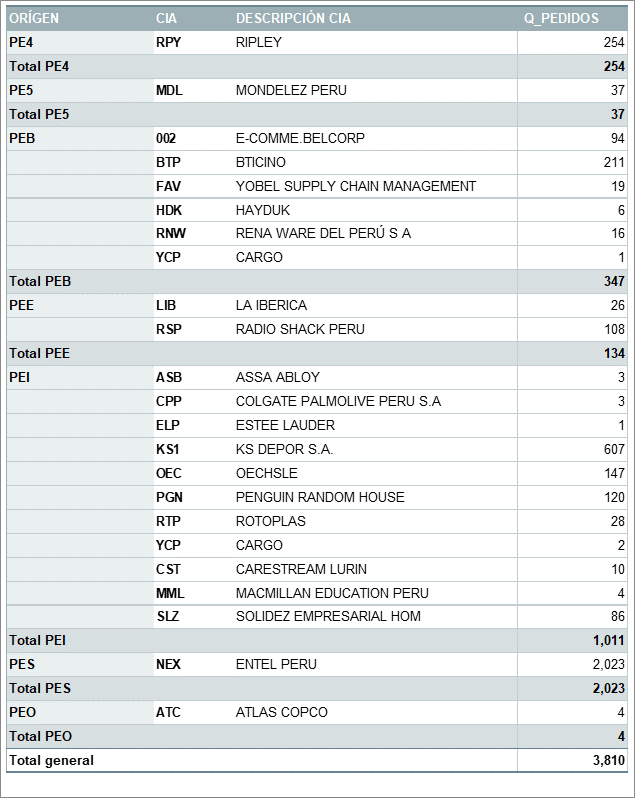 ORÍGEN CIA DESCRIPCIÓN CIA Q_PEDIDOS
PE4 RPY RIPLEY 254
Total PE4 254
PE5 MDL MONDELEZ PERU 37
Total PE5 37
PEB 002 E-COMME.BELCORP 94
BTP BTICINO 211
FAV YOBEL SUPPLY CHAIN MANAGEMENT 19
HDK HAYDUK 6
RNW RENA WARE DEL PERÚ S A 16
YCP CARGO 1
Total PEB 347
PEE LIB LA IBERICA 26
RSP RADIO SHACK PERU 108
Total PEE 134
PEI ASB ASSA ABLOY 3
CPP COLGATE PALMOLIVE PERU S.A 3
ELP ESTEE LAUDER 1
KS1 KS DEPOR S.A. 607
OEC OECHSLE 147
PGN PENGUIN RANDOM HOUSE 120
RTP ROTOPLAS 28
YCP CARGO 2
CST CARESTREAM LURIN 10
MML MACMILLAN EDUCATION PERU 4
SLZ SOLIDEZ EMPRESARIAL HOM 86
Total PEI 1,011
PES NEX ENTEL PERU 2,023
Total PES 2,023
PEO ATC ATLAS COPCO 4
Total PEO 4
Total general 3,810